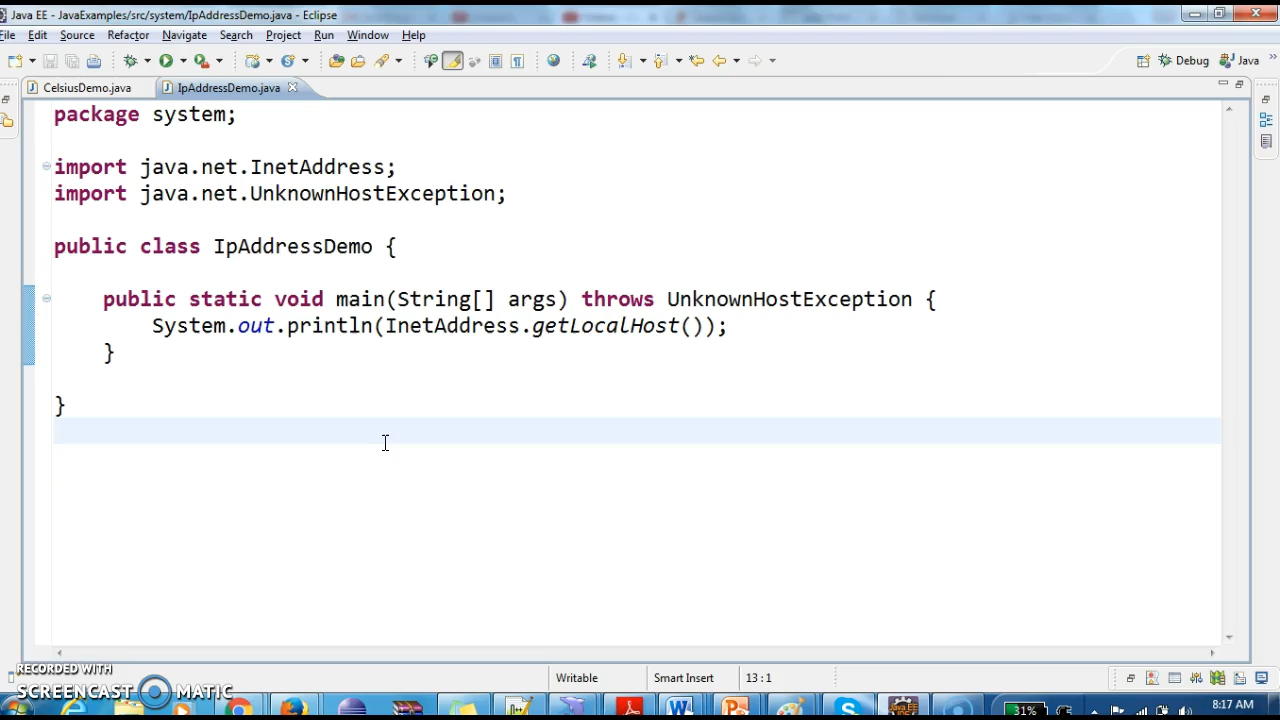 Java EE - JavaExamples/src/system/IpAddressDemo.java - Eclipse
File Edit Source Refactor Navigate Search Project Run Window Help
Debug Java »
CelsiusDemo.java IpAddressDemo.java
package system;
import java.net.InetAddress;
import java.net.UnknownHostException;
public class IpAddressDemo {
public static void main(String[] args) throws UnknownHostException {
System.out.println(InetAddress.getLocalHost());
}
}
RECORDED WITH
SCREENCAST MATIC
Writable Smart Insert 13 : 1
31% 8:17 AM